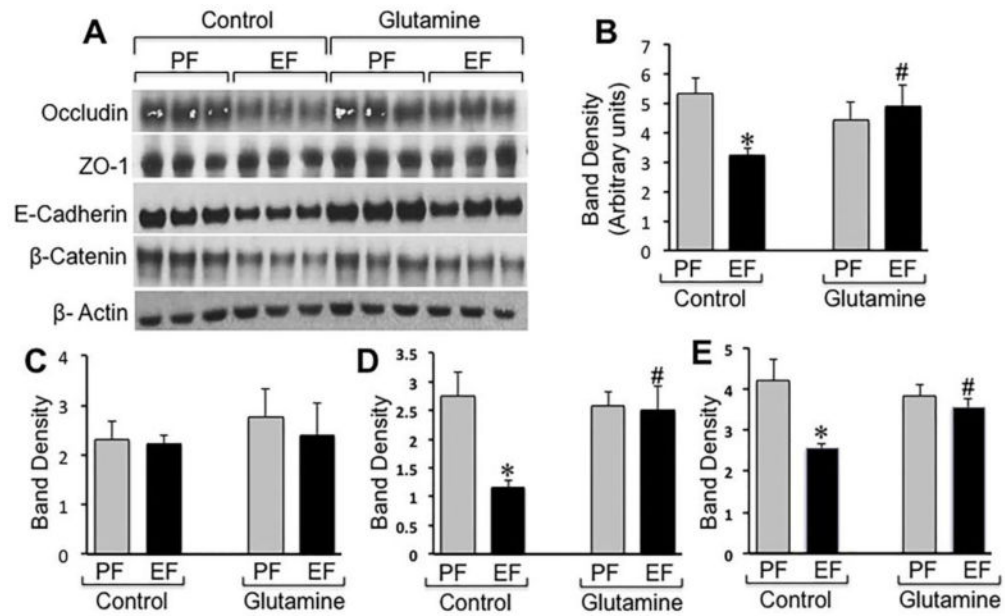 A
Control Glutamine
PF EF PF EF
Occludin
ZO-1
E-Cadherin
β-Catenin
β- Actin
B
Band Density
(Arbitrary units)
7
6
5
4
3
2
1
0
*
#
PF EF PF EF
Control Glutamine
C
Band Density
4
3
2
1
0
PF EF PF EF
Control Glutamine
D
Band Density
3.5
3
2.5
2
1.5
1
0.5
0
*
#
PF EF PF EF
Control Glutamine
E
Band Density
5
4
3
2
1
0
*
#
PF EF PF EF
Control Glutamine